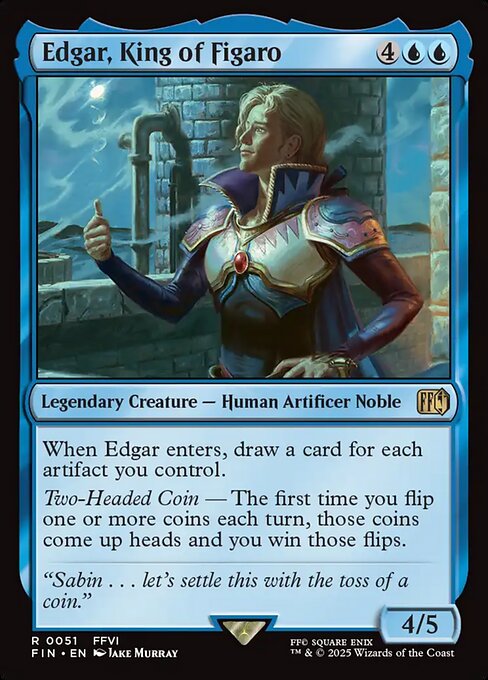 Edgar, King of Figaro 4
Legendary Creature — Human Artificer Noble
FF
When Edgar enters, draw a card for each
artifact you control.
Two-Headed Coin — The first time you flip
one or more coins each turn, those coins
come up heads and you win those flips.
“Sabin . . . let’s settle this with the toss of a
coin.”
4/5
R 0051 FFVI
FIN • EN Jake Murray
FF© SQUARE ENIX
™ & © 2025 Wizards of the Coast